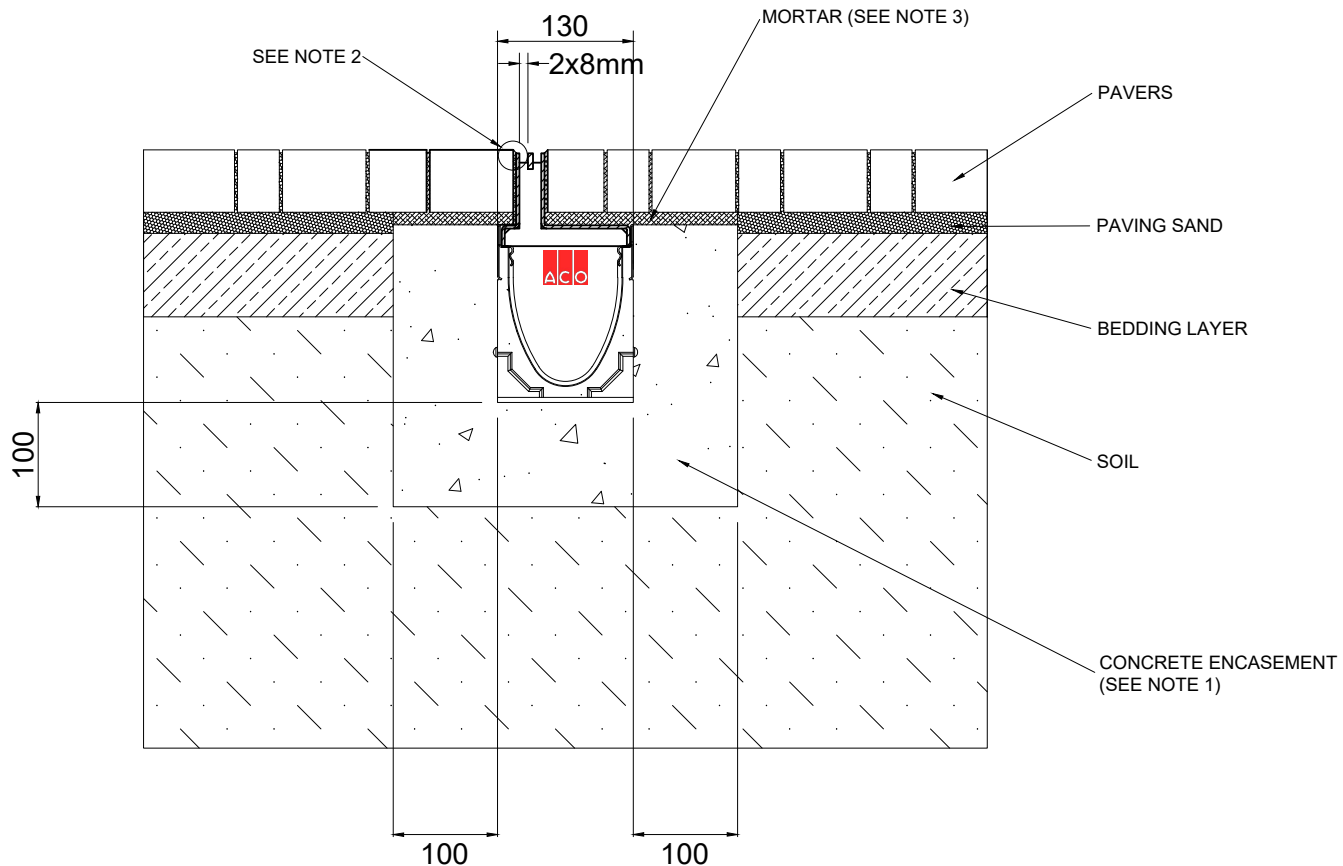 MORTAR (SEE NOTE 3)
130
SEE NOTE 2
2x8mm
PAVERS
PAVING SAND
ACO
BEDDING LAYER
100
SOIL
CONCRETE ENCASEMENT
(SEE NOTE 1)
100
100